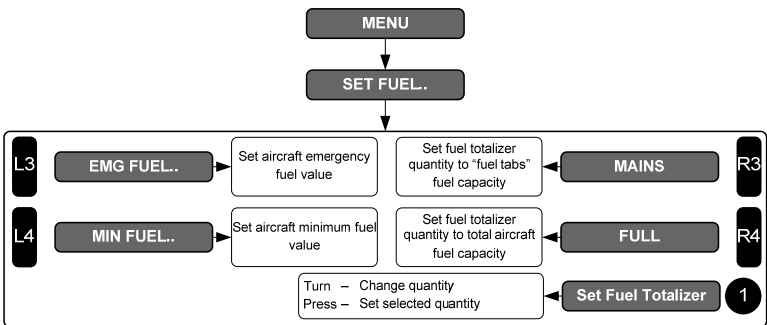 MENU
SET FUEL..
L3
EMG FUEL..
Set aircraft emergency
fuel value
Set fuel totalizer
quantity to “fuel tabs”
fuel capacity
MAINS
R3
L4
MIN FUEL..
Set aircraft minimum fuel
value
Set fuel totalizer
quantity to total aircraft
fuel capacity
FULL
R4
Turn – Change quantity
Press – Set selected quantity
Set Fuel Totalizer
1